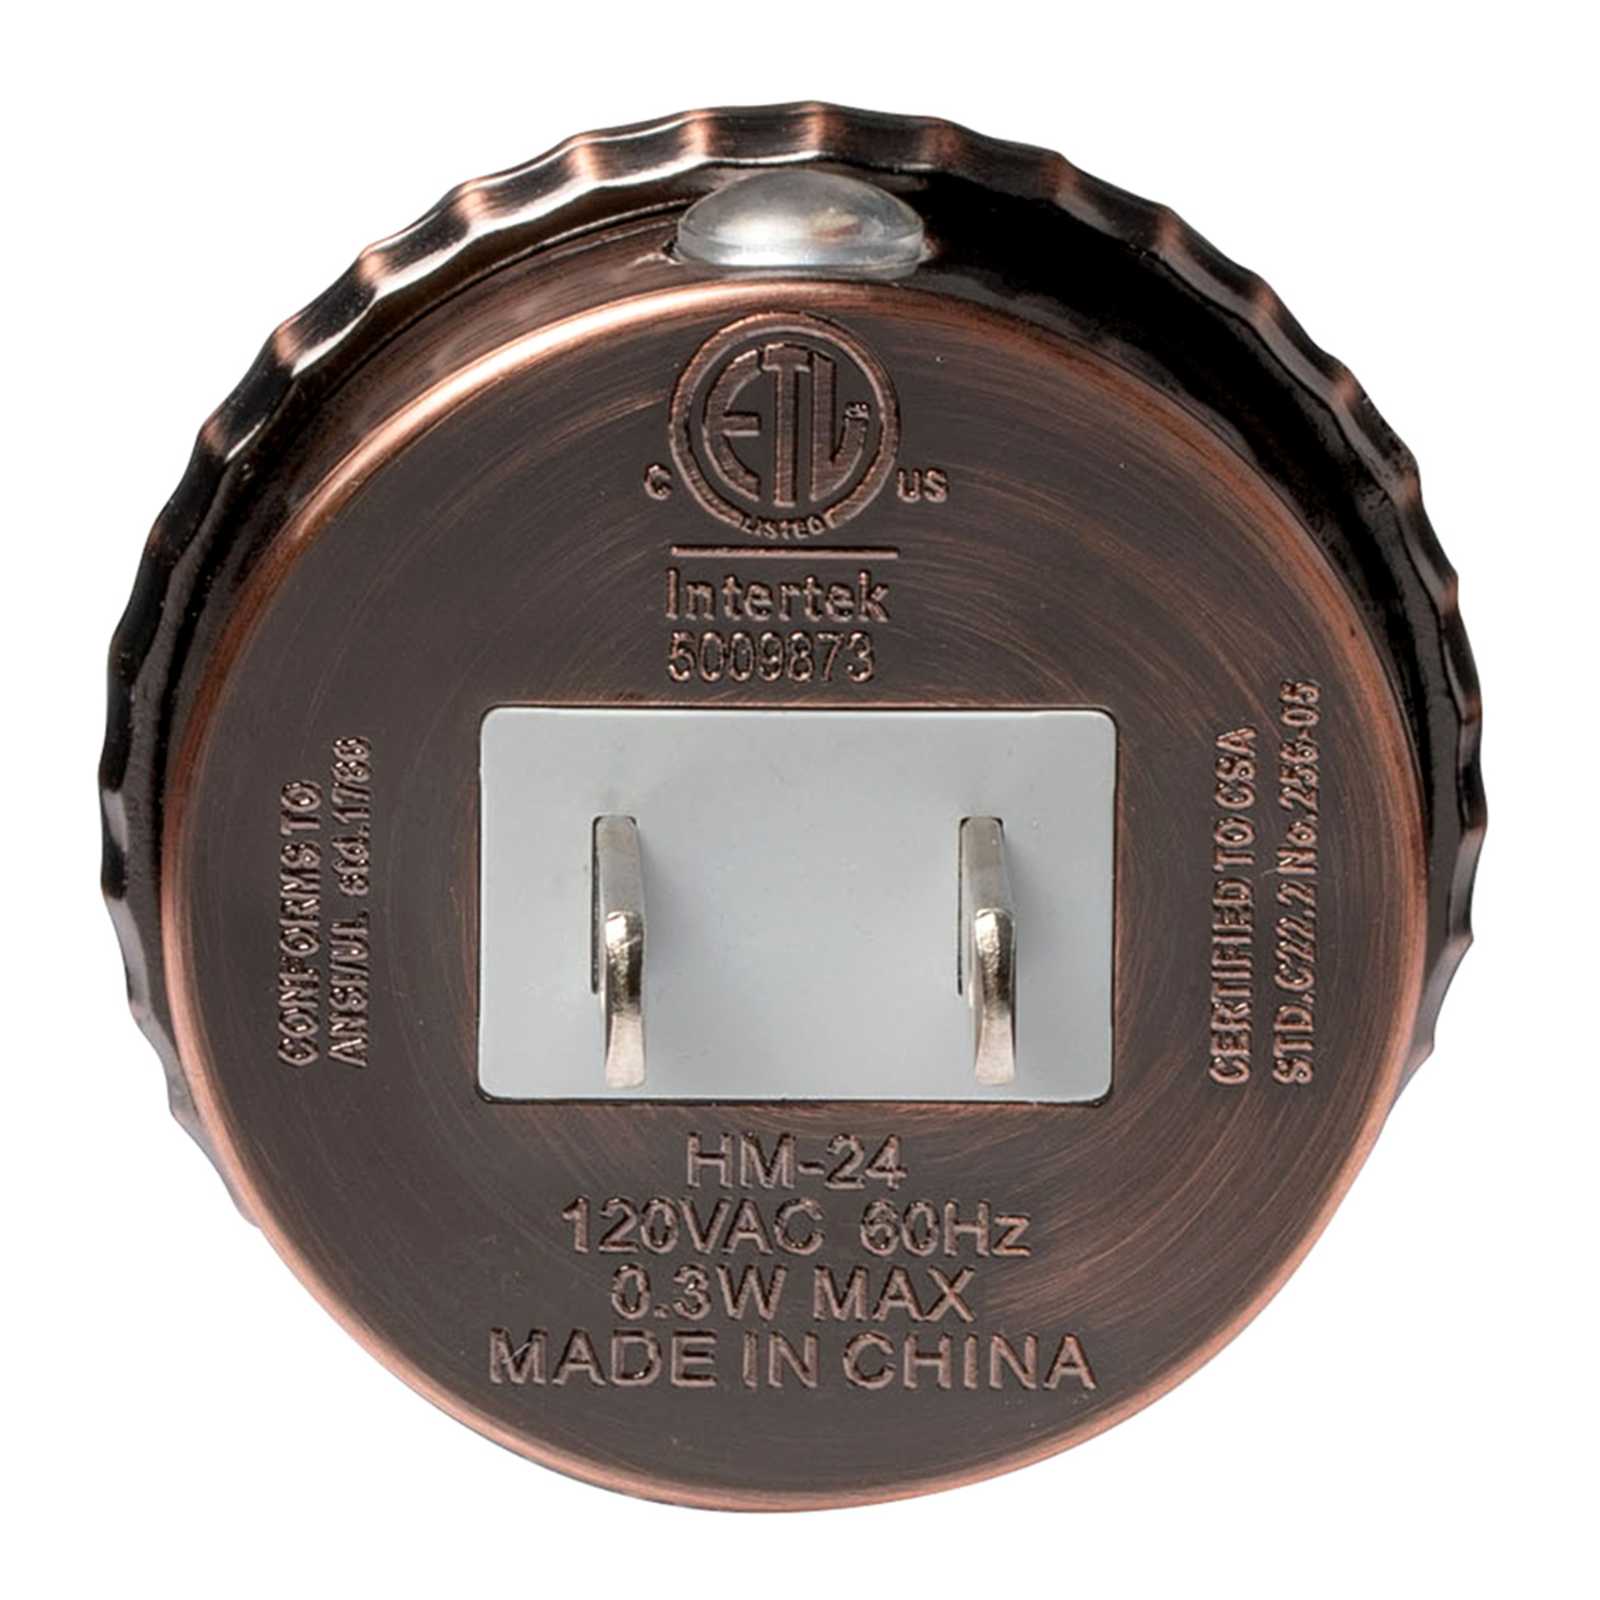 ETL
C US
LISTED
Intertek
5009873
CONFORMS TO
ANSI/UL std.1786
CERTIFIED TO CSA
STD.C22.2 No.256-05
HM-24
120VAC 60Hz
0.3W MAX
MADE IN CHINA